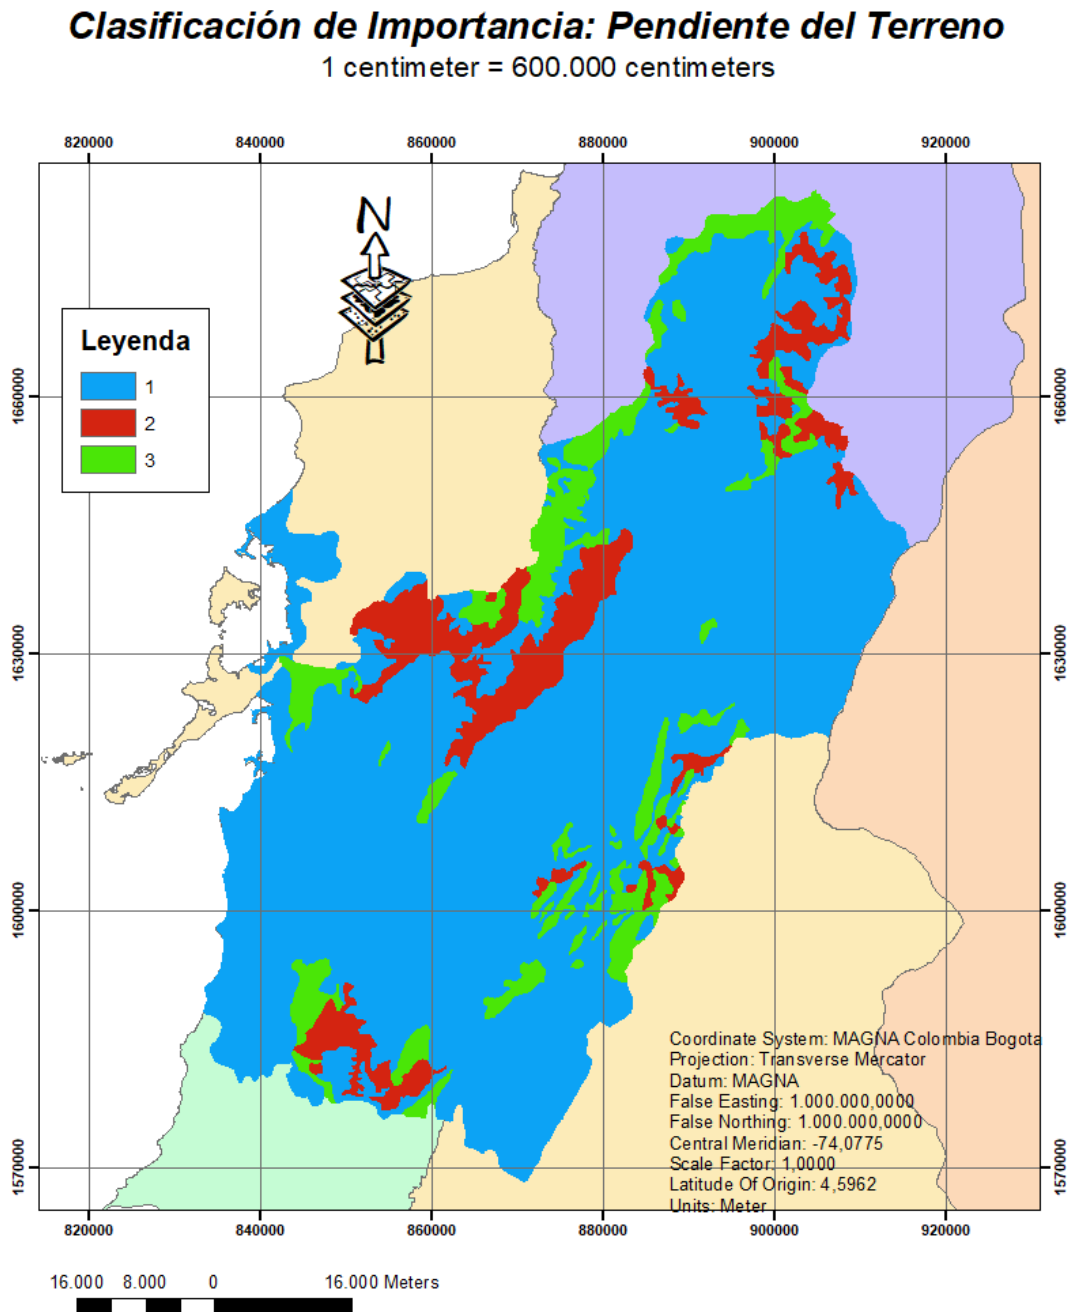 Clasificación de Importancia: Pendiente del Terreno
1 centimeter = 600.000 centimeters
820000 840000 860000 880000 900000 920000
N
Leyenda
1
2
3
1660000 1660000
1630000 1630000
1600000 1600000
Coordinate System: MAGNA Colombia Bogota
Projection: Transverse Mercator
Datum: MAGNA
False Easting: 1.000.000,0000
False Northing: 1.000.000,0000
Central Meridian: -74,0775
Scale Factor: 1,0000
Latitude Of Origin: 4,5962
Units: Meter
1570000 1570000
820000 840000 860000 880000 900000 920000
16.000 8.000 0 16.000 Meters